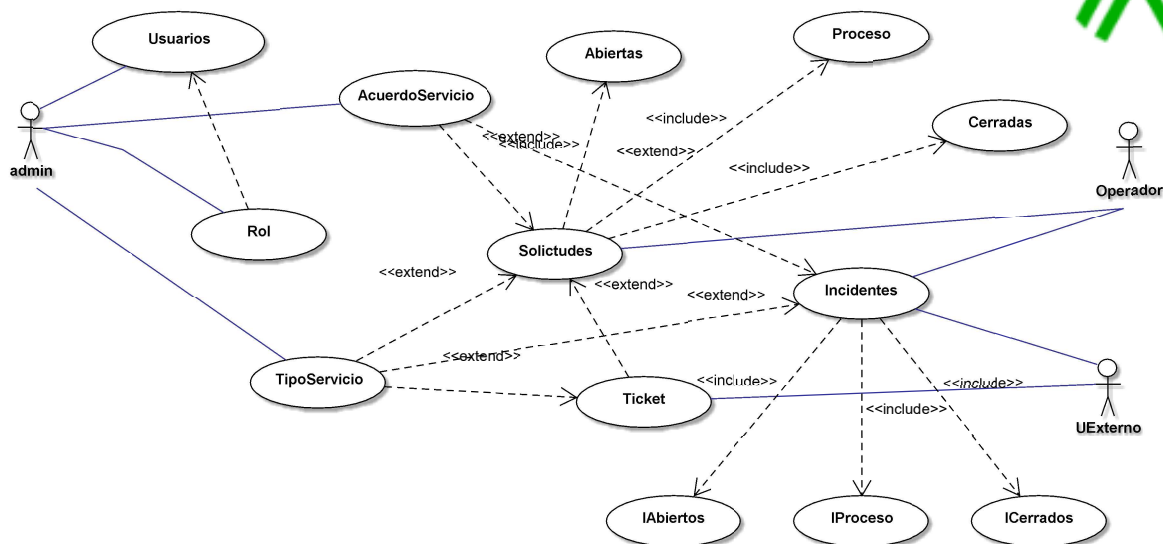 Usuarios
Abiertas
Proceso
AcuerdoServicio
<<include>>
Cerradas
<<extend>>
<<include>>
<<extend>>
<<include>>
admin
Operador
Rol
Solictudes
<<extend>>
<<extend>>
<<extend>>
Incidentes
<<extend>>
TipoServicio
<<include>>
<<include>>
Ticket
<<include>>
UExterno
IAbiertos
IProceso
ICerrados